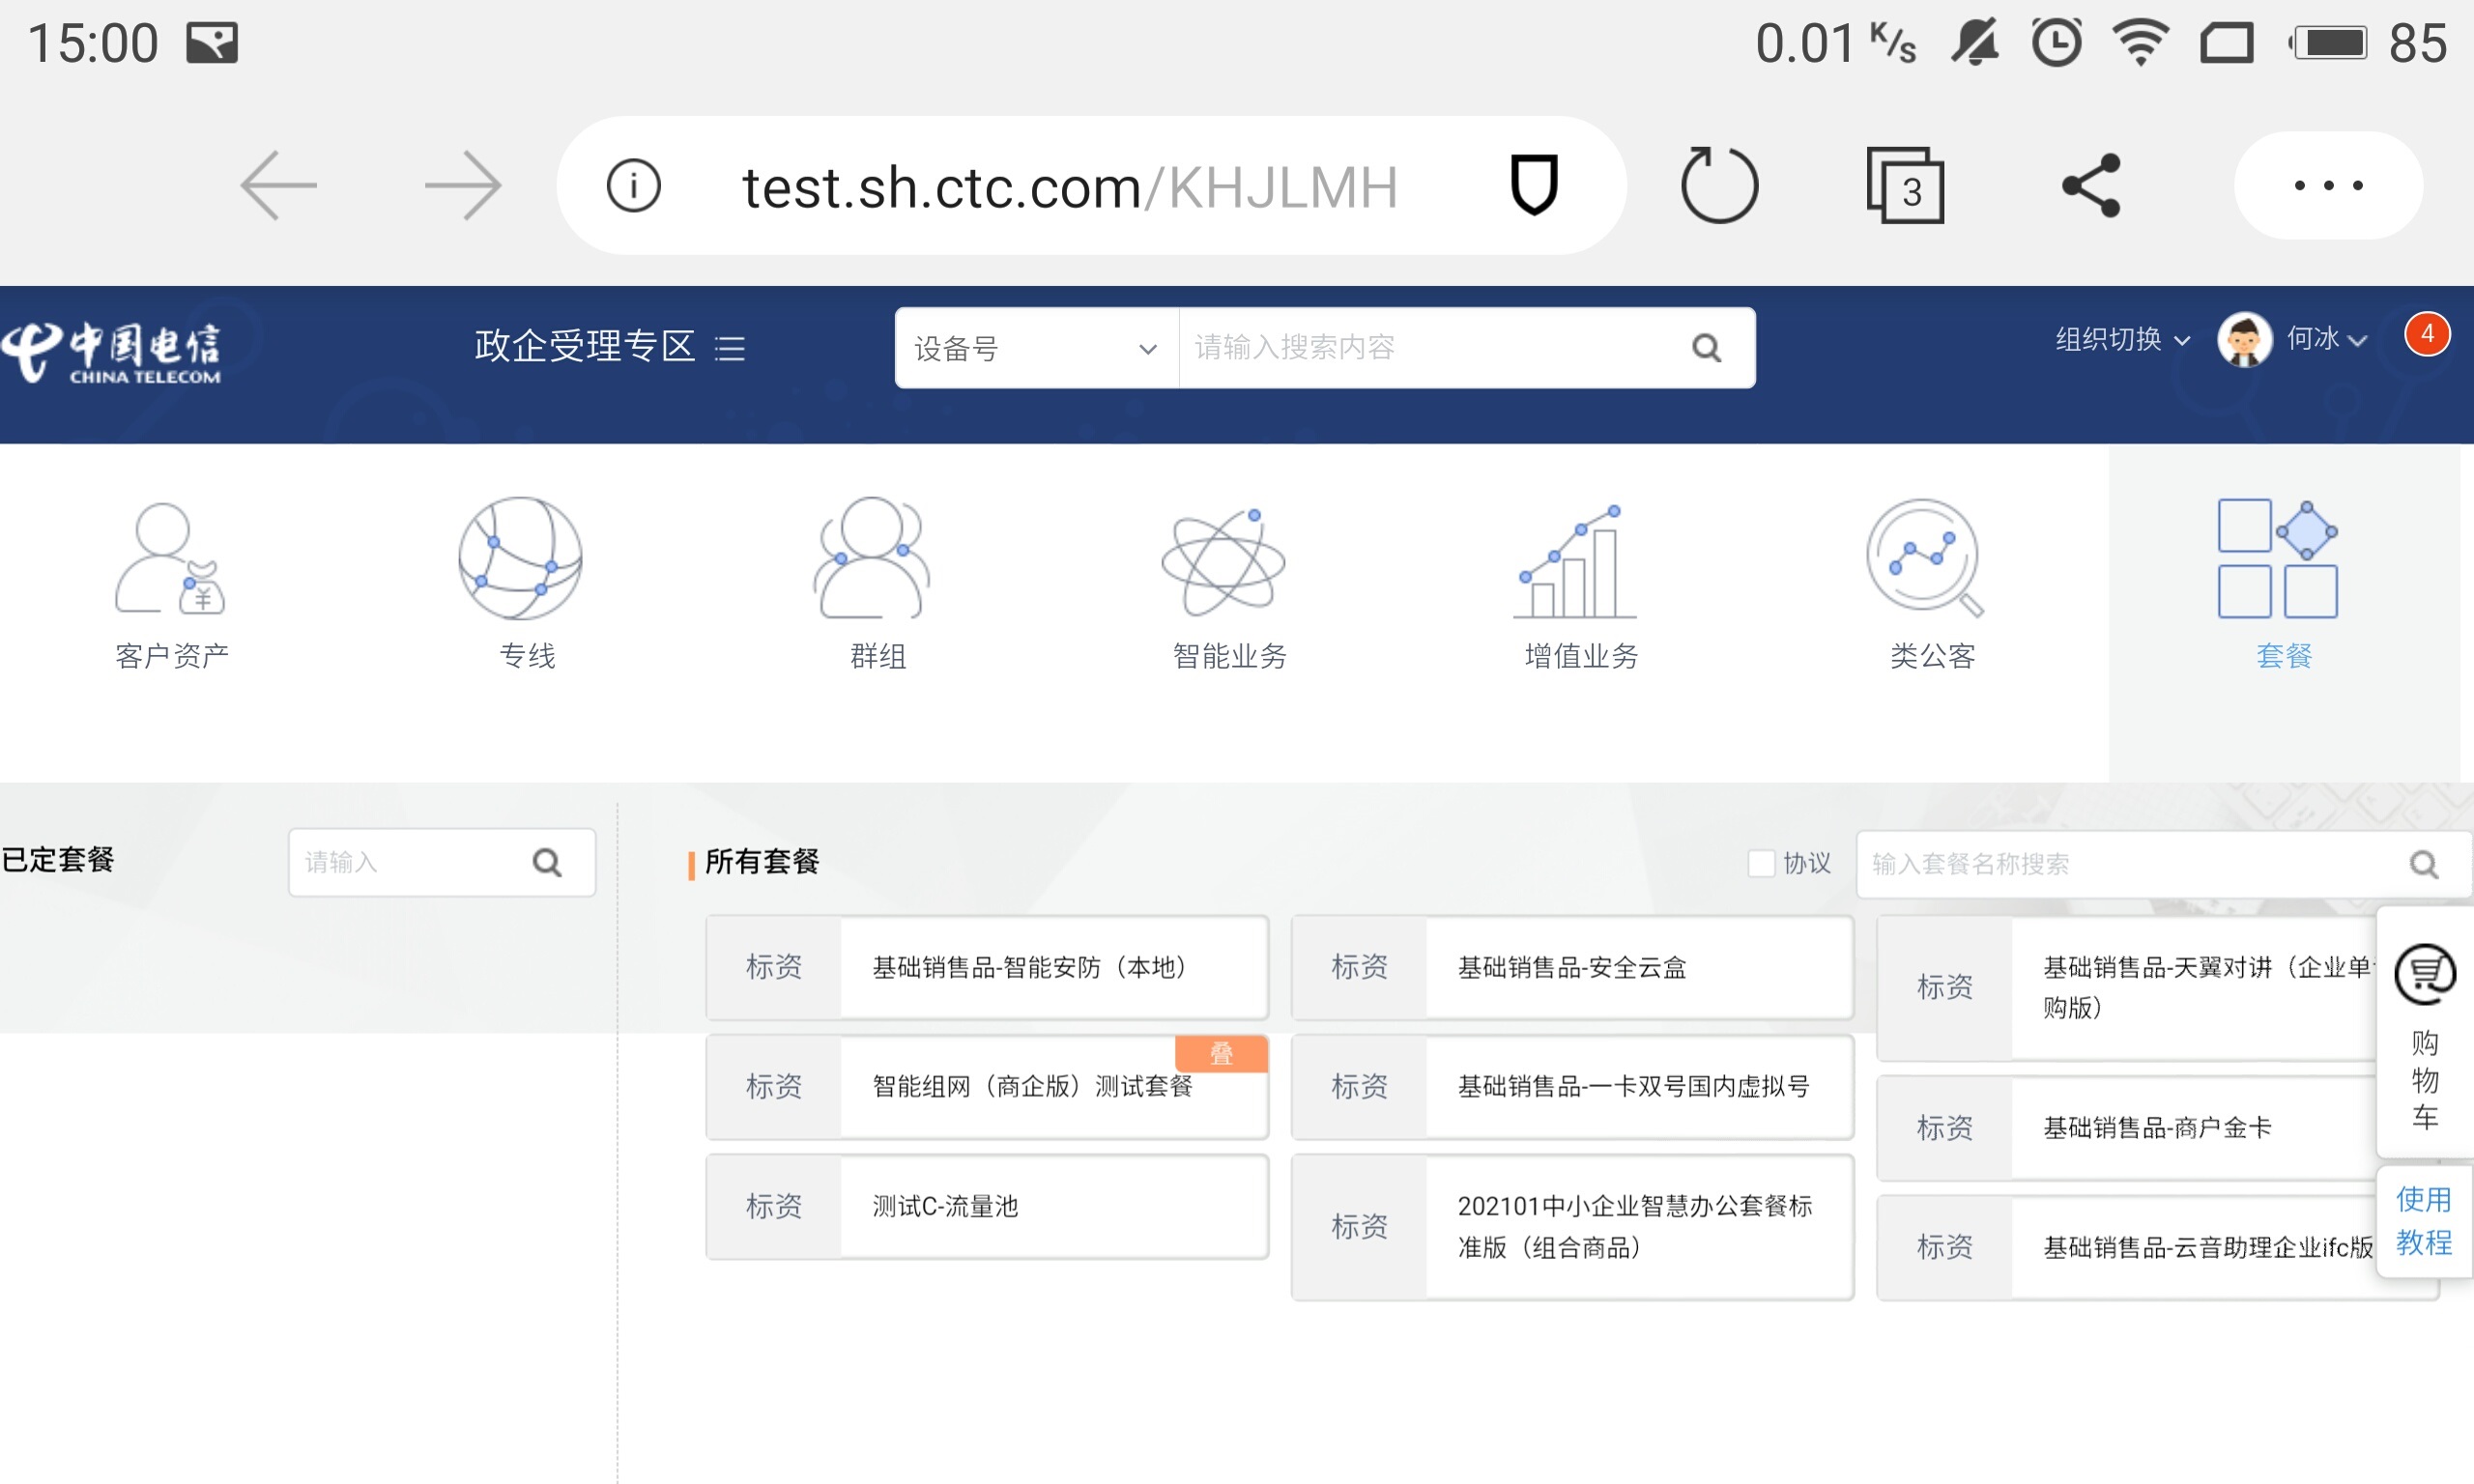 15:00
0.01 K/s
85
test.sh.ctc.com/KHJLMH
3
中国电信
CHINA TELECOM
政企受理专区
设备号
请输入搜索内容
组织切换
何冰
4
客户资产
专线
群组
智能业务
增值业务
类公客
套餐
已定套餐
请输入
所有套餐
协议
输入套餐名称搜索
标资
基础销售品-智能安防（本地）
标资
基础销售品-安全云盒
标资
基础销售品-天翼对讲（企业单
购版）
标资
智能组网（商企版）测试套餐
叠
标资
基础销售品-一卡双号国内虚拟号
标资
基础销售品-商户金卡
标资
测试C-流量池
标资
202101中小企业智慧办公套餐标
准版（组合商品）
标资
基础销售品-云音助理企业ifc版
购
物
车
使用
教程